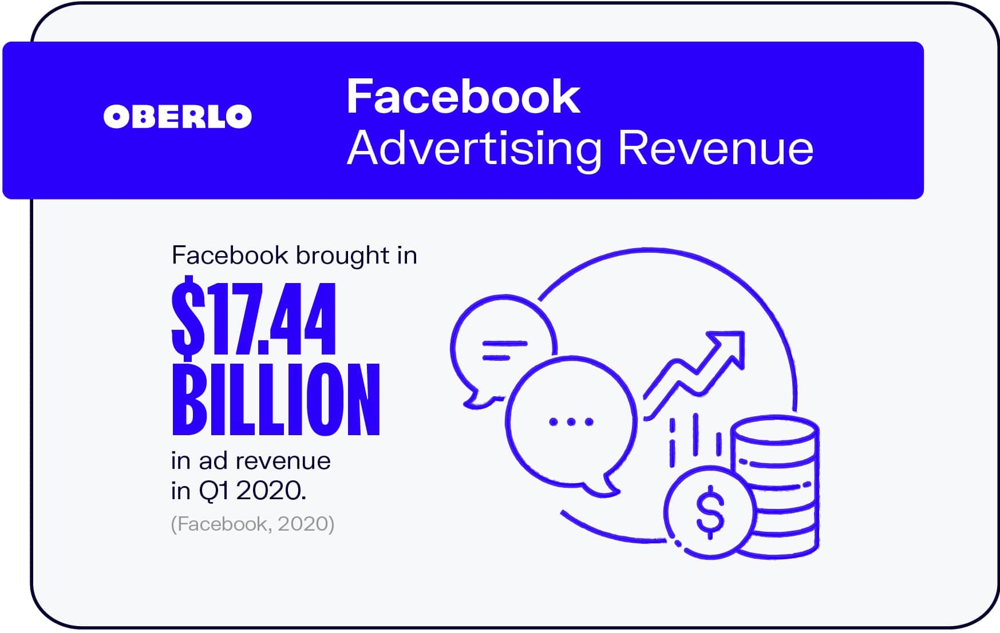 OBERLO
Facebook
Advertising Revenue
Facebook brought in
$17.44
BILLION
in ad revenue
in Q1 2020.
(Facebook, 2020)
$